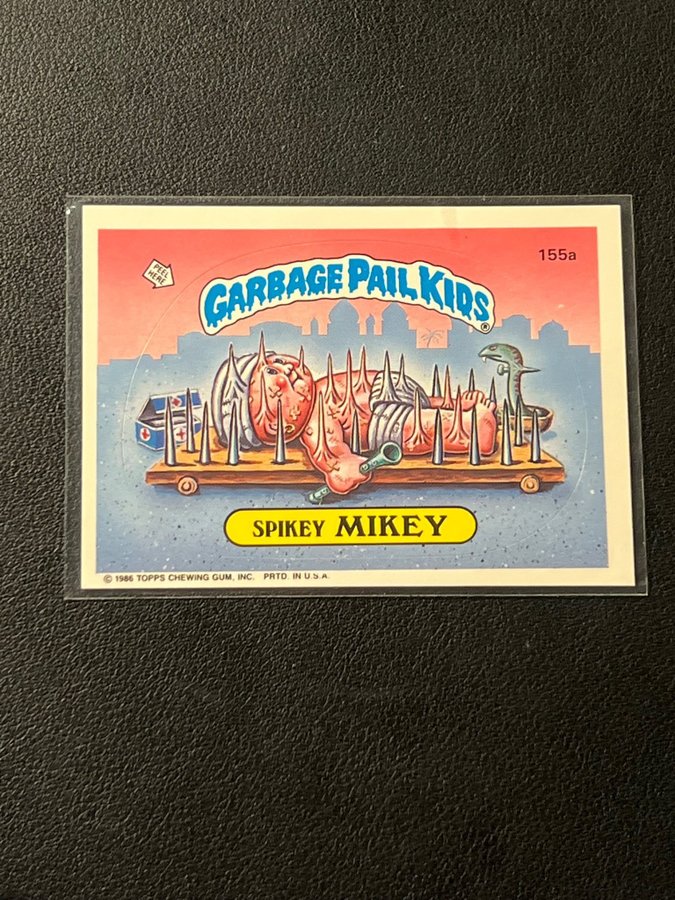 155a
PEEL
HERE
GARBAGE PAIL KIDS®
SPIKEY MIKEY
© 1986 TOPPS CHEWING GUM, INC. PRTD. IN U.S.A.